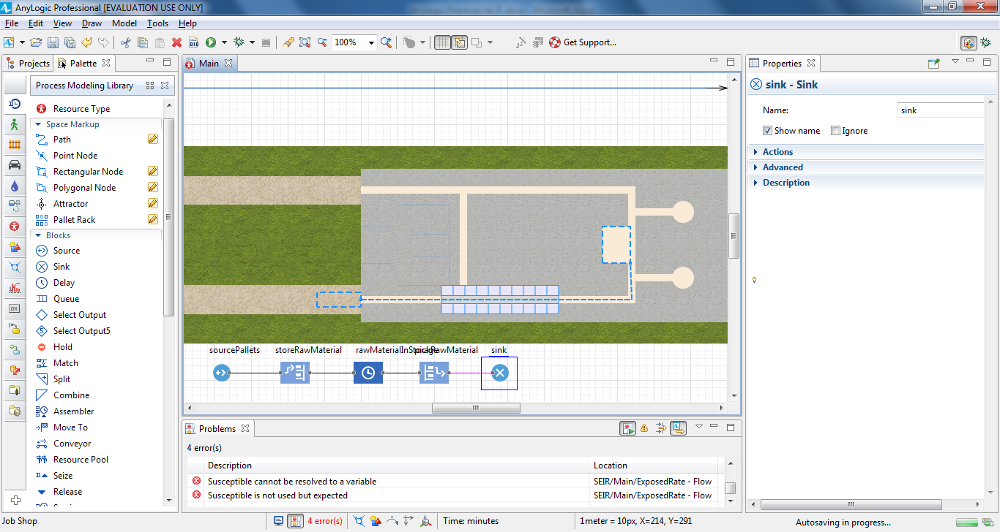 AnyLogic Professional [EVALUATION USE ONLY]
File Edit View Draw Model Tools Help
100% Get Support...
Projects Palette Main Properties
Process Modeling Library
Resource Type
Space Markup
Path
Point Node
Rectangular Node
Polygonal Node
Attractor
Pallet Rack
Blocks
Source
Sink
Delay
Queue
Select Output
Select Output5
Hold
Match
Split
Combine
Assembler
Move To
Conveyor
Resource Pool
Seize
Release
sourcePallets storeRawMaterial sink
sink - Sink
Name: sink
Show name Ignore
Actions
Advanced
Description
Problems
4 error(s)
Description Location
Susceptible cannot be resolved to a variable SEIR/Main/ExposedRate - Flow
Susceptible is not used but expected SEIR/Main/ExposedRate - Flow
Job Shop 4 error(s) Time: minutes 1meter = 10px, X=214, Y=291 Autosaving in progress...